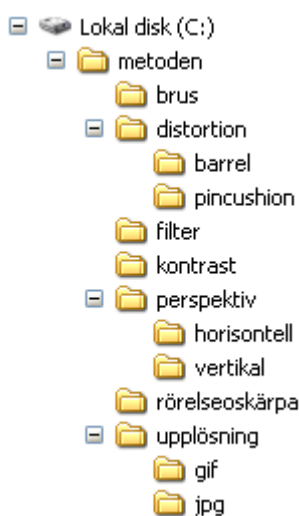 Lokal disk (C:)
metoden
brus
distortion
barrel
pincushion
filter
kontrast
perspektiv
horisontell
vertikal
rörelseoskärpa
upplösning
gif
jpg